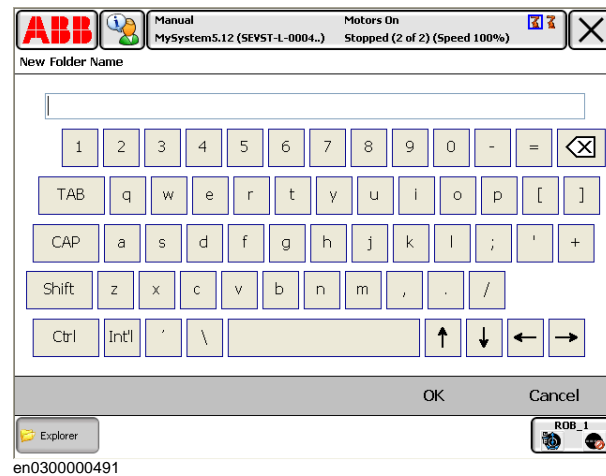 ABB
Manual Motors On
MySystem5.12 (SEVST-L-0004..) Stopped (2 of 2) (Speed 100%)
New Folder Name
1 2 3 4 5 6 7 8 9 0 - =
TAB q w e r t y u i o p [ ]
CAP a s d f g h j k l ; ' +
Shift z x c v b n m , . /
Ctrl Int'l ´ \
OK Cancel
Explorer ROB_1
en0300000491